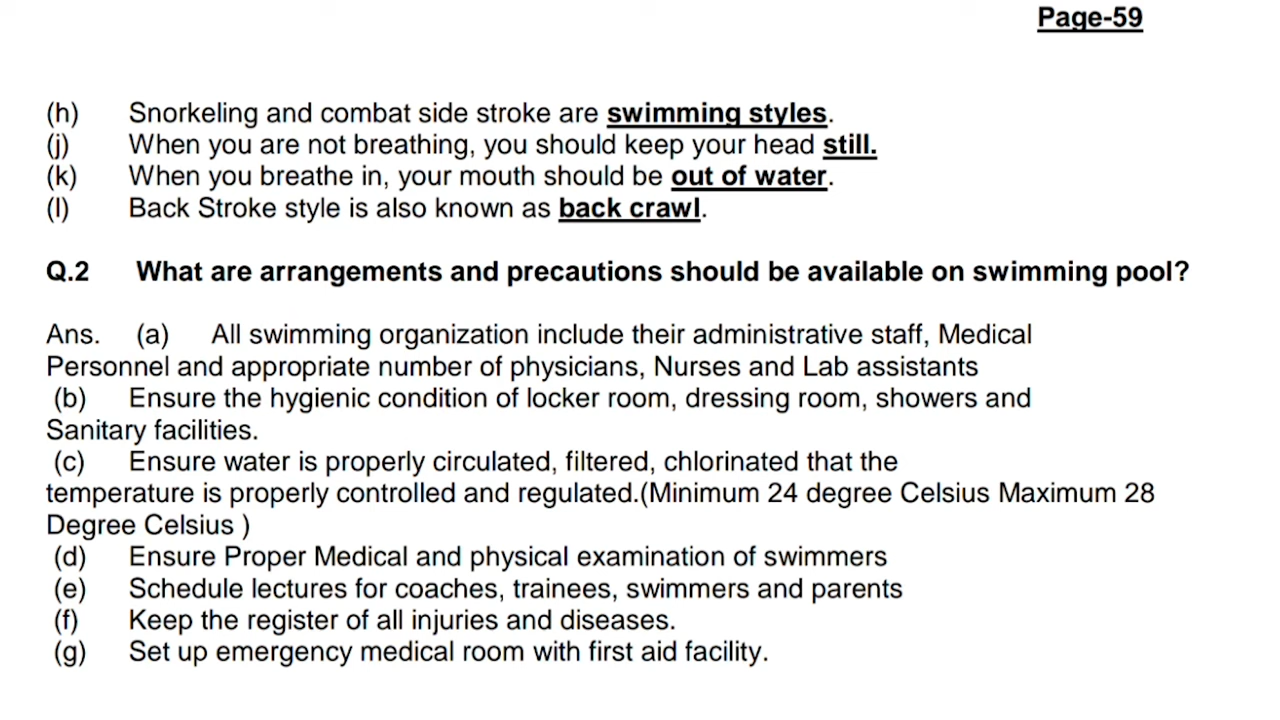 Page-59
(h) Snorkeling and combat side stroke are swimming styles.
(j) When you are not breathing, you should keep your head still.
(k) When you breathe in, your mouth should be out of water.
(l) Back Stroke style is also known as back crawl.
Q.2 What are arrangements and precautions should be available on swimming pool?
Ans. (a) All swimming organization include their administrative staff, Medical
Personnel and appropriate number of physicians, Nurses and Lab assistants
(b) Ensure the hygienic condition of locker room, dressing room, showers and
Sanitary facilities.
(c) Ensure water is properly circulated, filtered, chlorinated that the
temperature is properly controlled and regulated.(Minimum 24 degree Celsius Maximum 28
Degree Celsius )
(d) Ensure Proper Medical and physical examination of swimmers
(e) Schedule lectures for coaches, trainees, swimmers and parents
(f) Keep the register of all injuries and diseases.
(g) Set up emergency medical room with first aid facility.